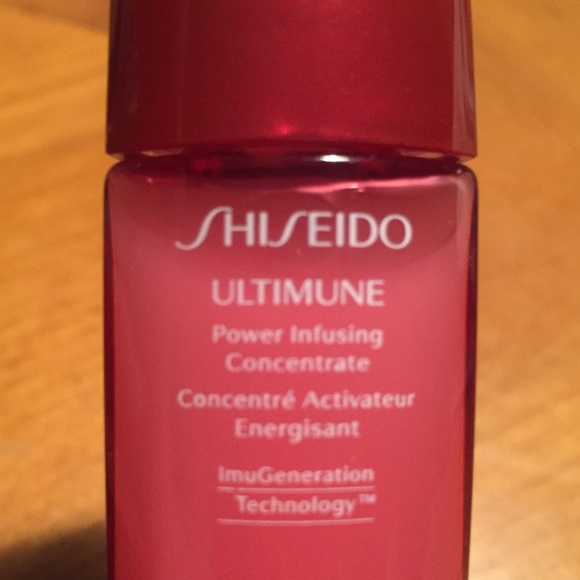 SHISEIDO
ULTIMUNE
Power Infusing
Concentrate
Concentré Activateur
Energisant
ImuGeneration
Technology™